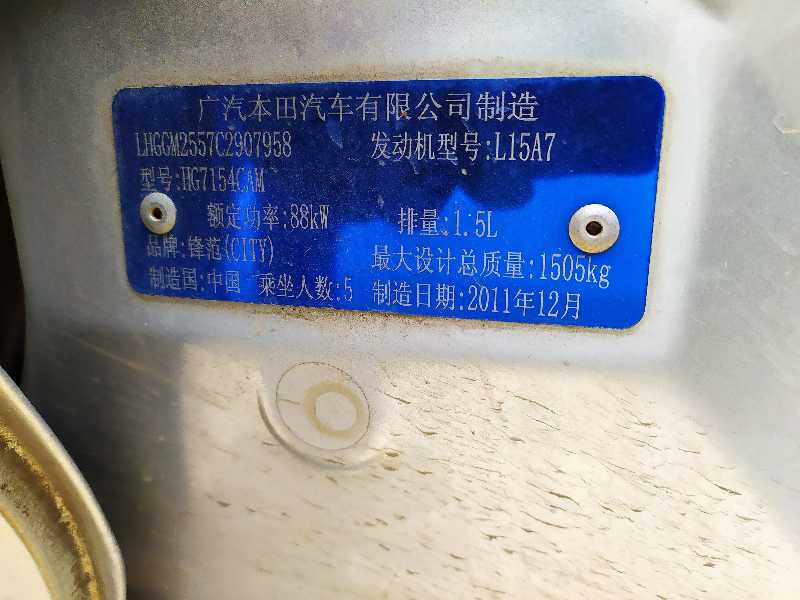 广汽本田汽车有限公司制造
LHGGM2557C2907958 发动机型号:L15A7
型号:HG7154CAM
额定功率:88kW 排量:1.5L
品牌:锋范(CITY) 最大设计总质量:1505kg
制造国:中国 乘坐人数:5 制造日期:2011年12月